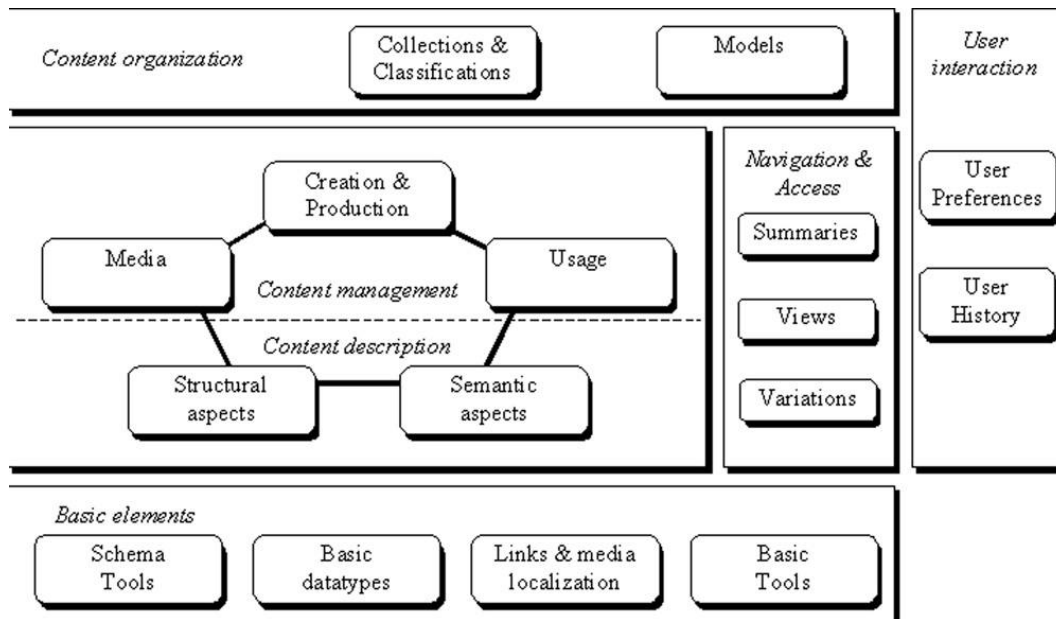 Content organization
Collections &
Classifications
Models
User
interaction
Creation &
Production
Media
Usage
Content management
Content description
Structural
aspects
Semantic
aspects
Navigation &
Access
Summaries
Views
Variations
User
Preferences
User
History
Basic elements
Schema
Tools
Basic
datatypes
Links & media
localization
Basic
Tools